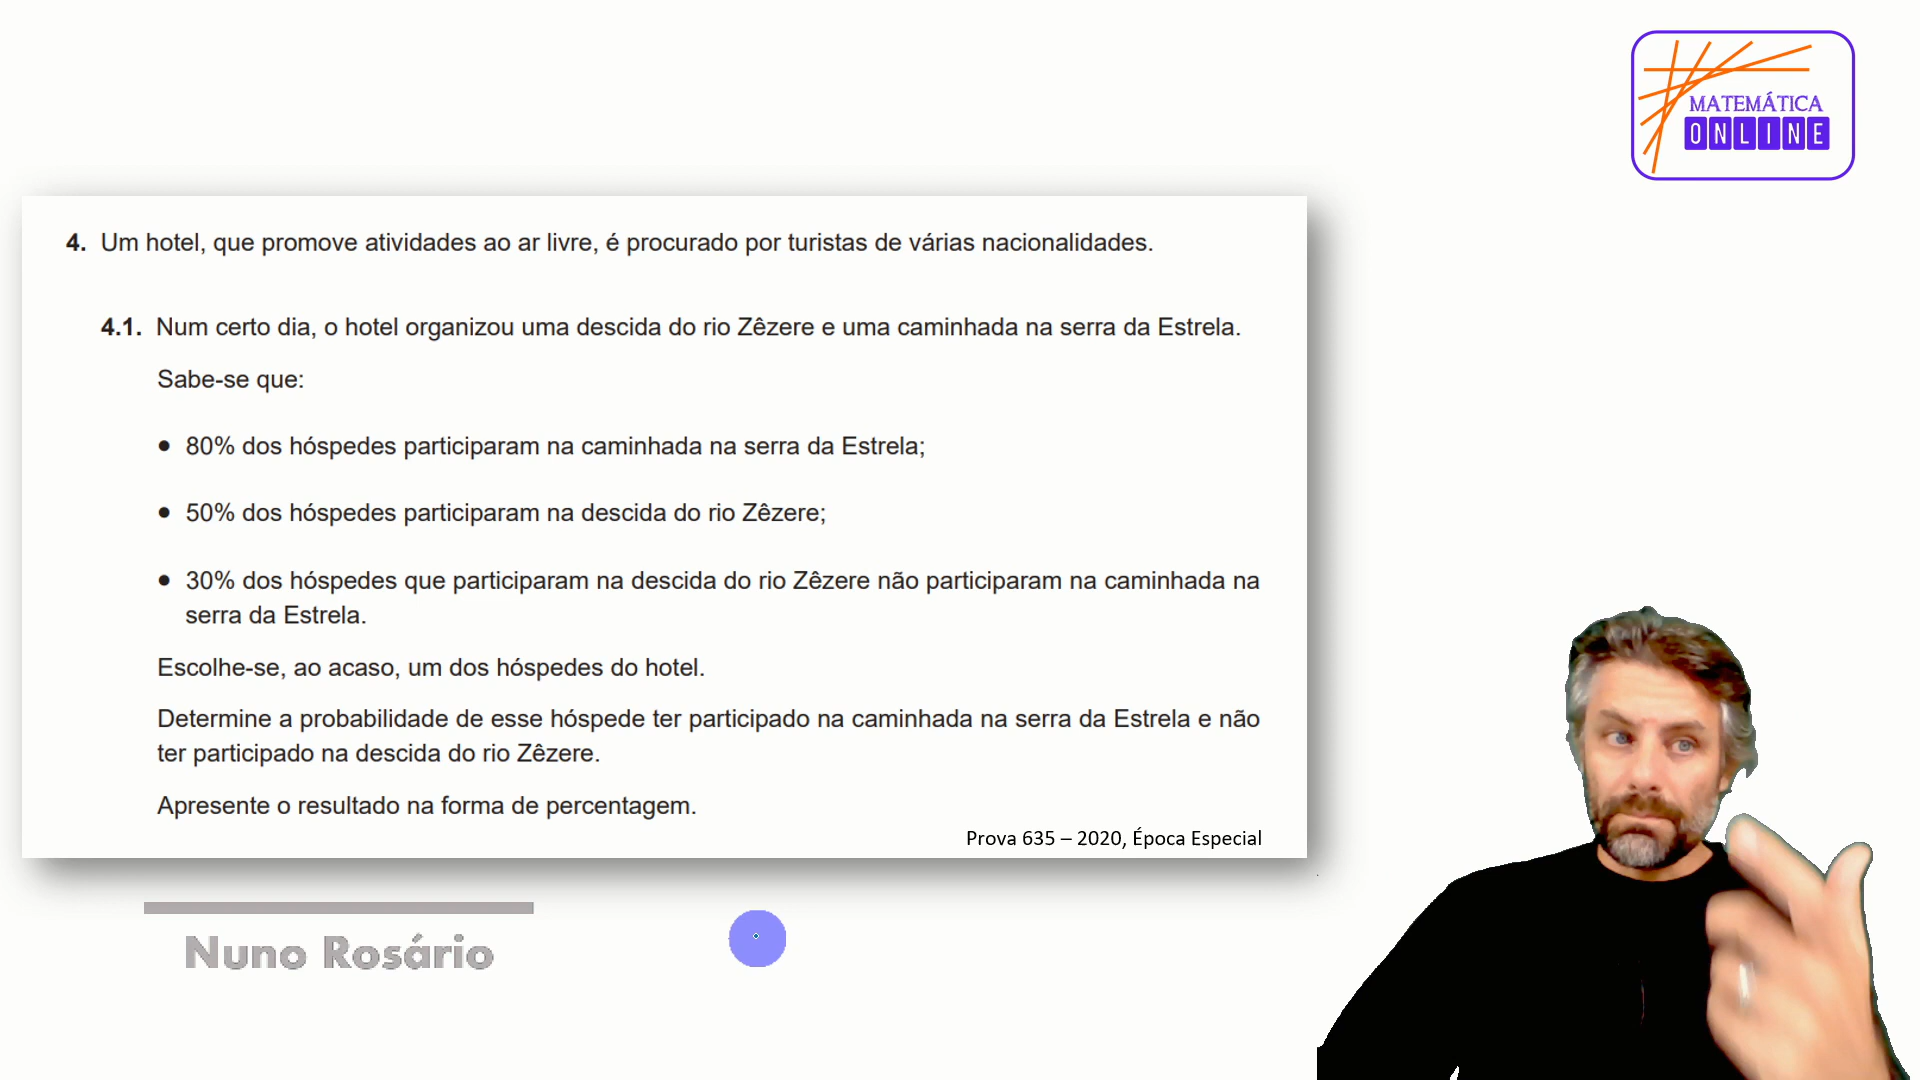 MATEMÁTICA
ONLINE
4. Um hotel, que promove atividades ao ar livre, é procurado por turistas de várias nacionalidades.
4.1. Num certo dia, o hotel organizou uma descida do rio Zêzere e uma caminhada na serra da Estrela.
Sabe-se que:
• 80% dos hóspedes participaram na caminhada na serra da Estrela;
• 50% dos hóspedes participaram na descida do rio Zêzere;
• 30% dos hóspedes que participaram na descida do rio Zêzere não participaram na caminhada na
serra da Estrela.
Escolhe-se, ao acaso, um dos hóspedes do hotel.
Determine a probabilidade de esse hóspede ter participado na caminhada na serra da Estrela e não
ter participado na descida do rio Zêzere.
Apresente o resultado na forma de percentagem.
Prova 635 – 2020, Época Especial
Nuno Rosário